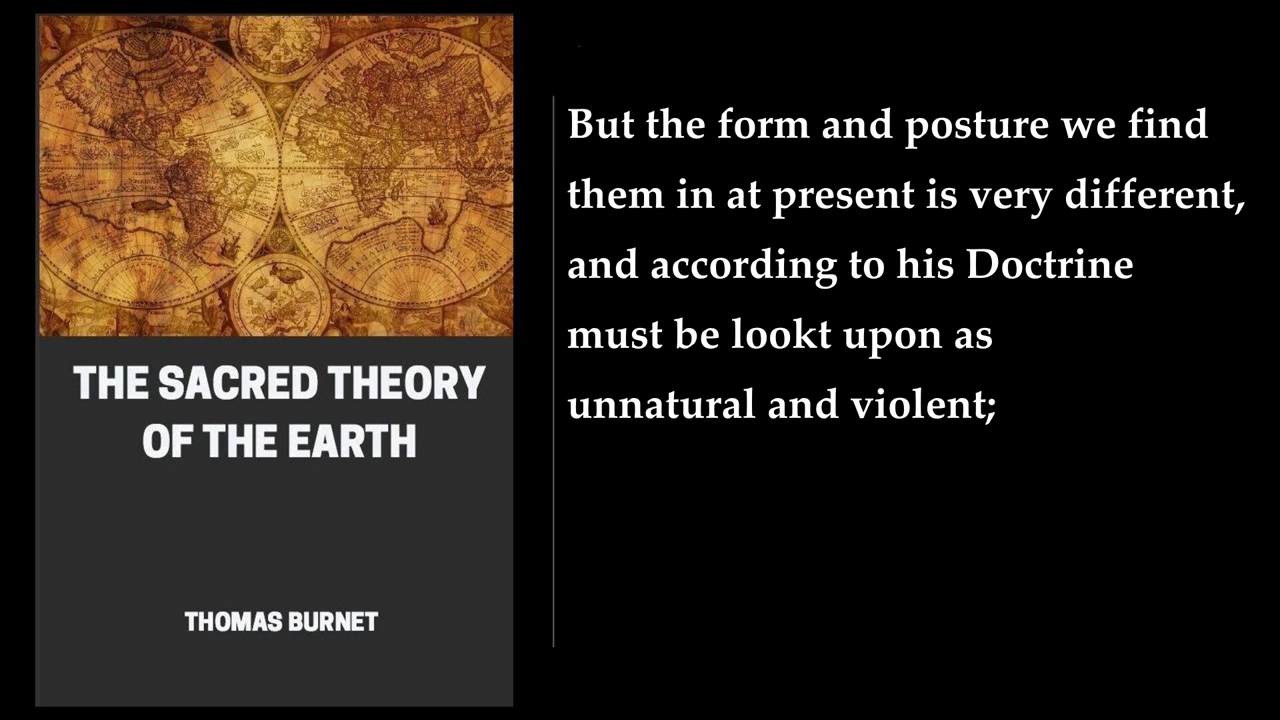 THE SACRED THEORY
OF THE EARTH
THOMAS BURNET
But the form and posture we find
them in at present is very different,
and according to his Doctrine
must be lookt upon as
unnatural and violent;